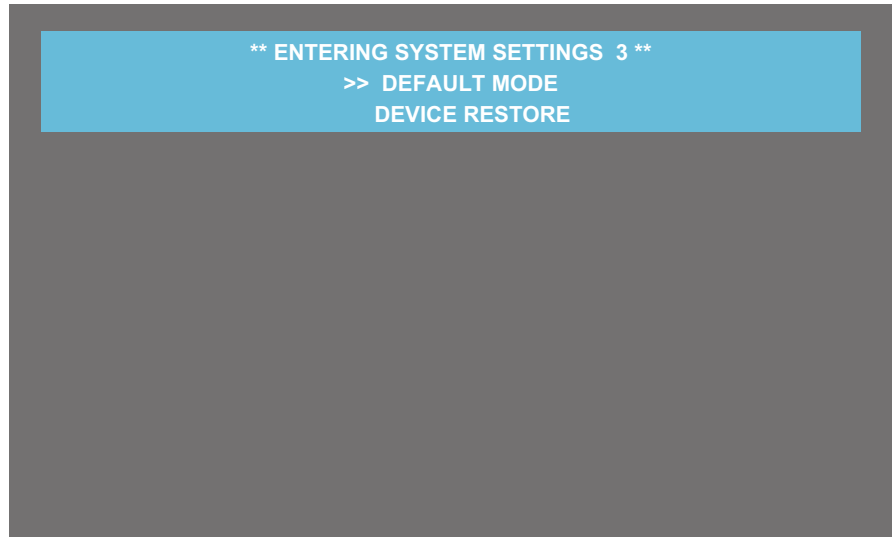 ** ENTERING SYSTEM SETTINGS  3 **
>>  DEFAULT MODE
DEVICE RESTORE